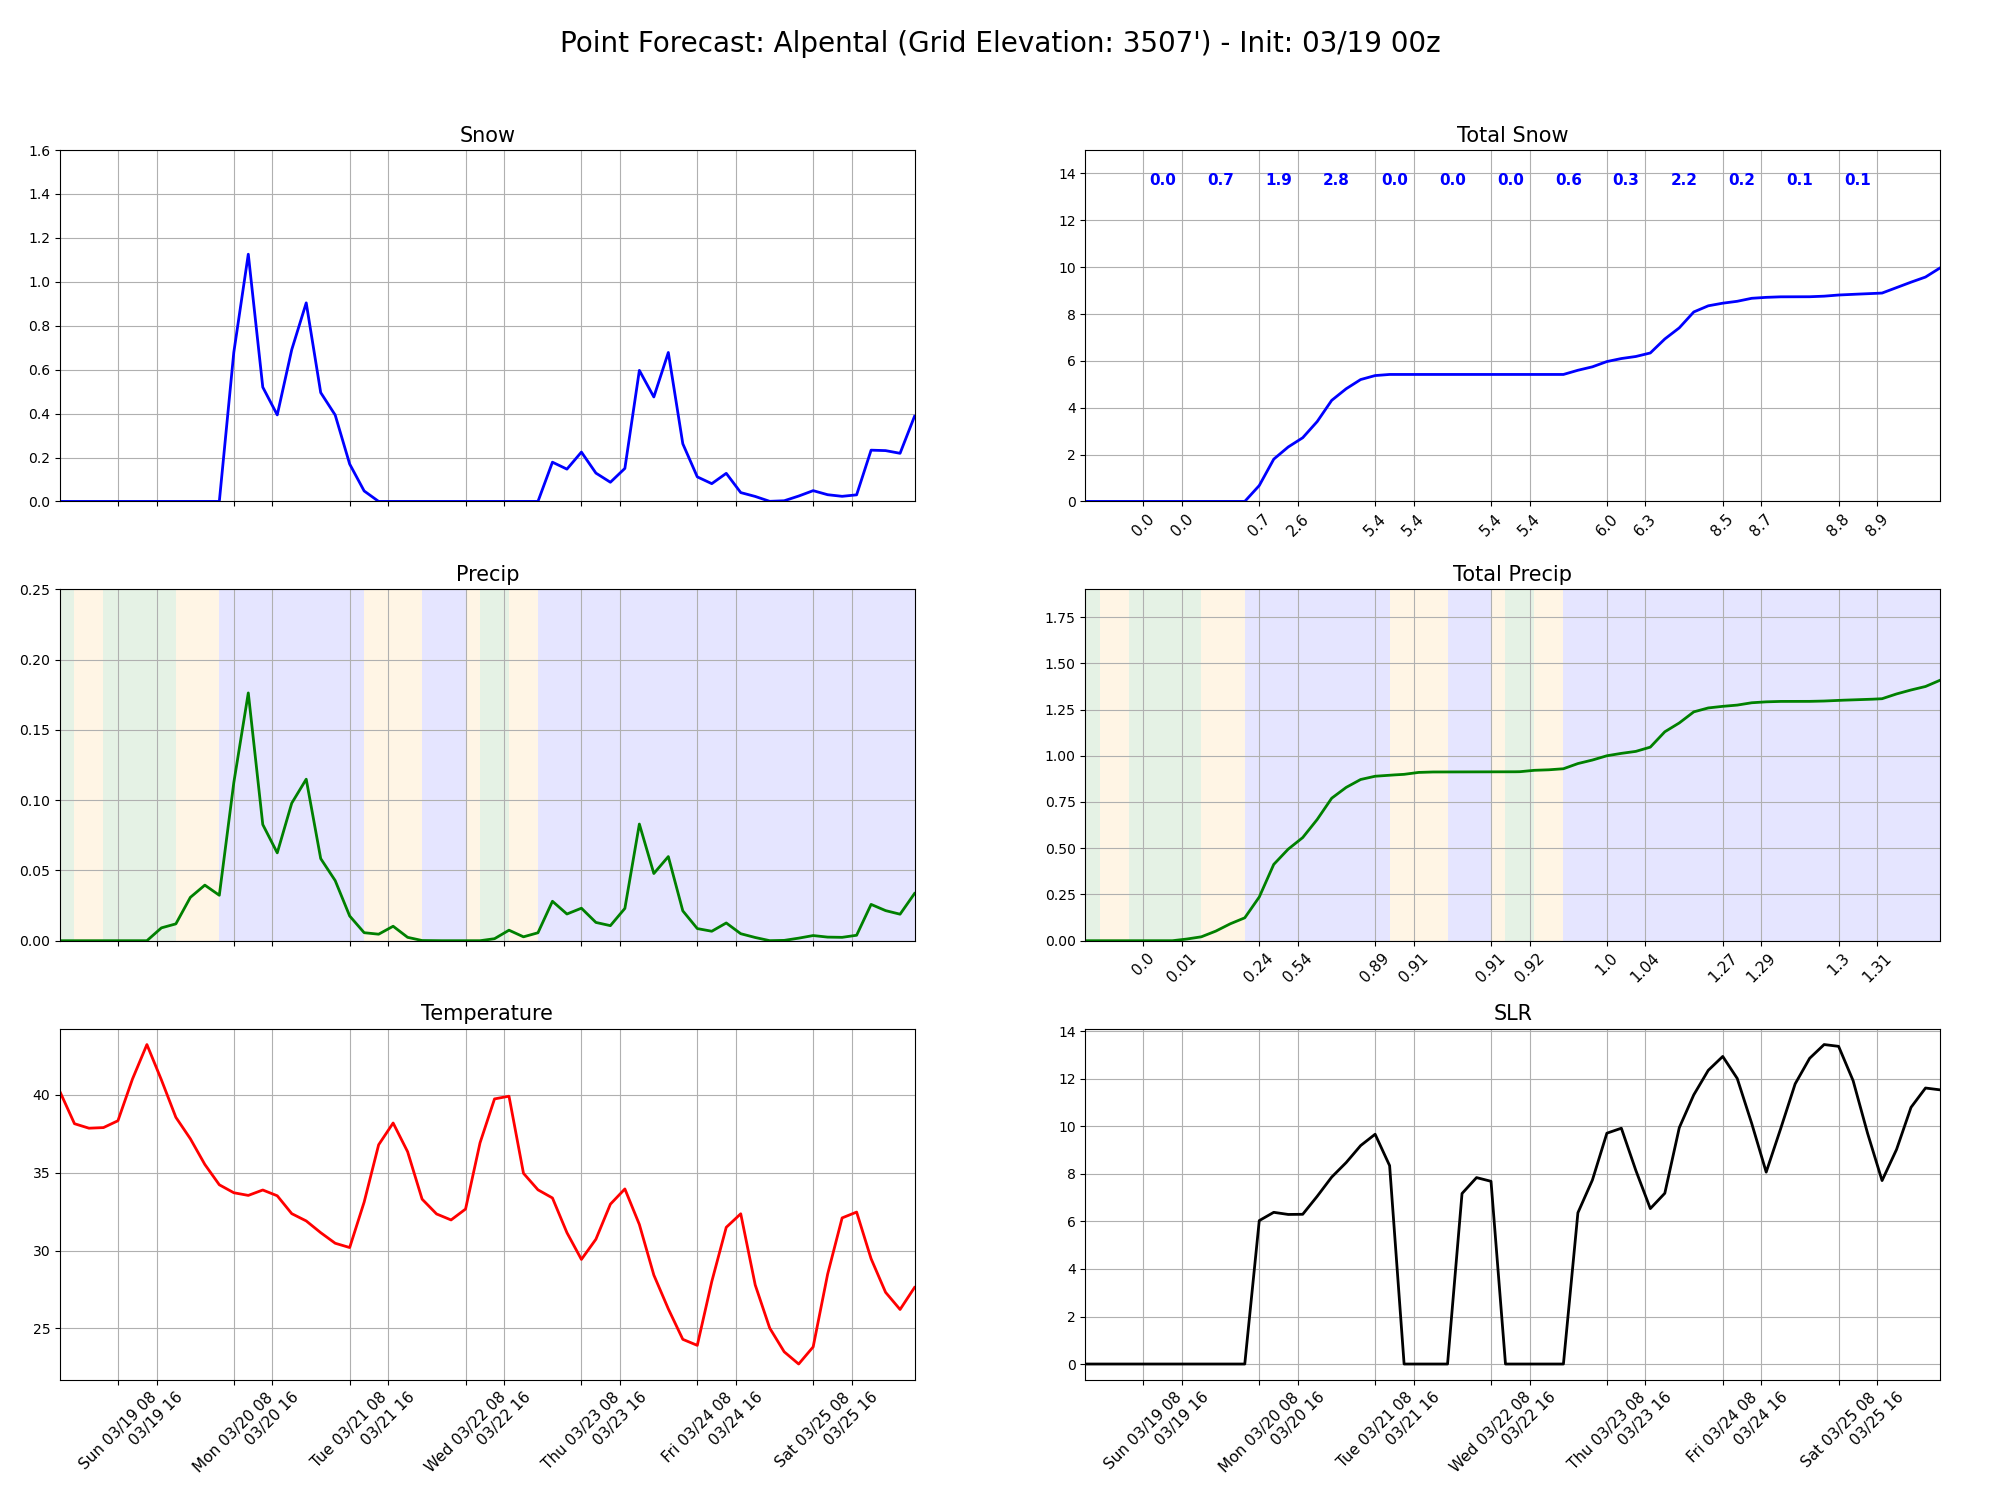 Point Forecast: Alpental (Grid Elevation: 3507') - Init: 03/19 00z
Snow
1.6
1.4
1.2
1.0
0.8
0.6
0.4
0.2
0.0
Total Snow
14
12
10
8
6
4
2
0
0.0 0.7 1.9 2.8 0.0 0.0 0.0 0.6 0.3 2.2 0.2 0.1 0.1
0.0 0.0 0.7 2.6 5.4 5.4 5.4 5.4 6.0 6.3 8.5 8.7 8.8 8.9
Precip
0.25
0.20
0.15
0.10
0.05
0.00
Total Precip
1.75
1.50
1.25
1.00
0.75
0.50
0.25
0.00
0.0 0.01 0.24 0.54 0.89 0.91 0.91 0.92 1.0 1.04 1.27 1.29 1.3 1.31
Temperature
40
35
30
25
Sun 03/19 08
03/19 16
Mon 03/20 08
03/20 16
Tue 03/21 08
03/21 16
Wed 03/22 08
03/22 16
Thu 03/23 08
03/23 16
Fri 03/24 08
03/24 16
Sat 03/25 08
03/25 16
SLR
14
12
10
8
6
4
2
0
Sun 03/19 08
03/19 16
Mon 03/20 08
03/20 16
Tue 03/21 08
03/21 16
Wed 03/22 08
03/22 16
Thu 03/23 08
03/23 16
Fri 03/24 08
03/24 16
Sat 03/25 08
03/25 16